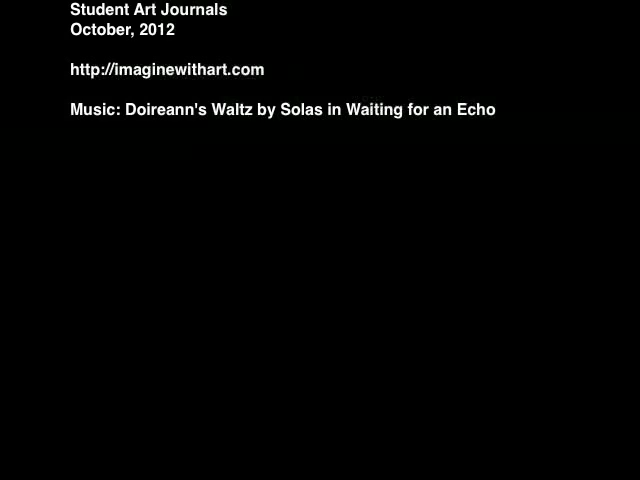 Student Art Journals
October, 2012
http://imaginewithart.com
Music: Doireann's Waltz by Solas in Waiting for an Echo